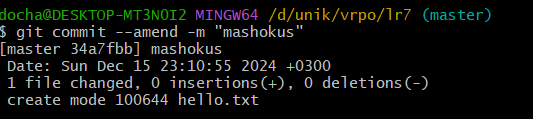 docha@DESKTOP-MT3N0I2 MINGW64 /d/unik/vrpo/lr7 (master)
$ git commit --amend -m "mashokus"
[master 34a7fbb] mashokus
 Date: Sun Dec 15 23:10:55 2024 +0300
 1 file changed, 0 insertions(+), 0 deletions(-)
 create mode 100644 hello.txt